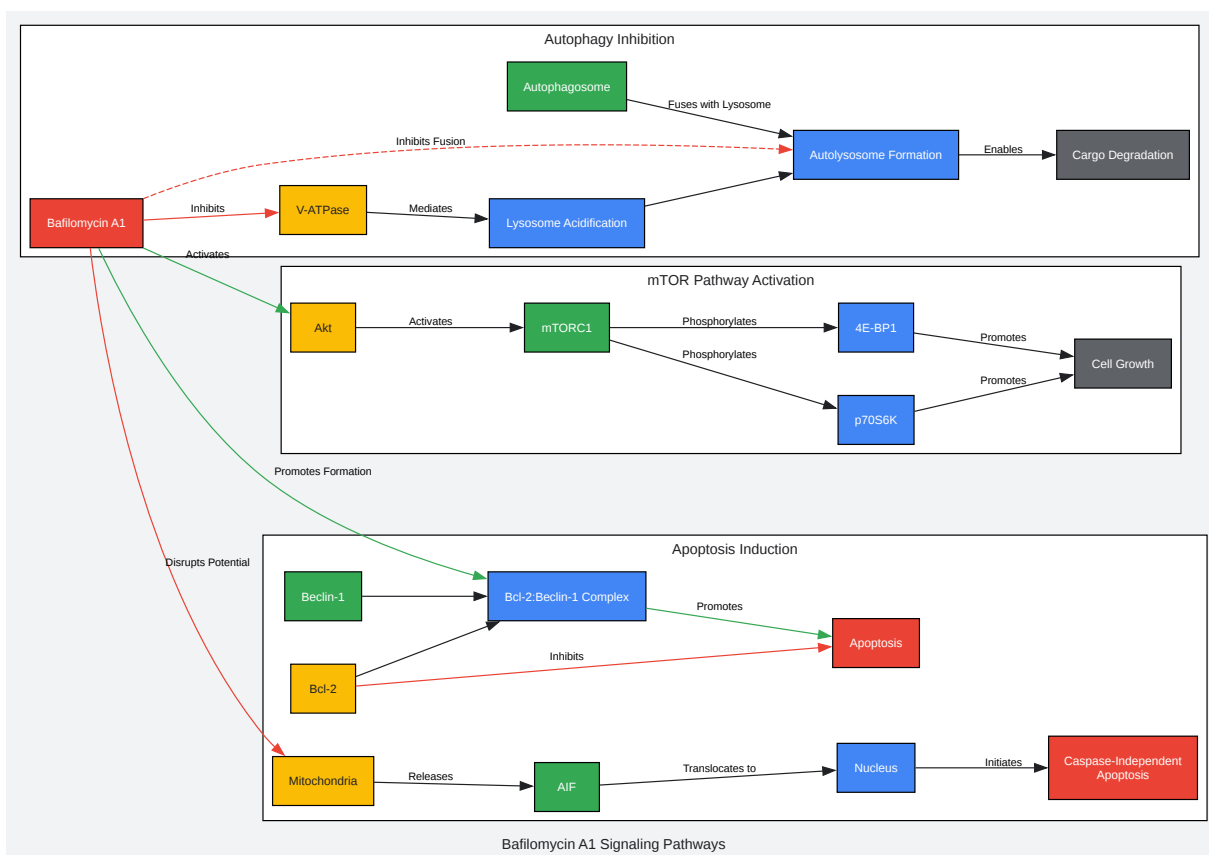 Autophagy Inhibition
Autophagosome
Fuses with Lysosome
Inhibits Fusion
Autolysosome Formation
Enables
Cargo Degradation
Bafilomycin A1
Inhibits
V-ATPase
Mediates
Lysosome Acidification
Activates
mTOR Pathway Activation
Akt
Activates
mTORC1
Phosphorylates
4E-BP1
Promotes
Phosphorylates
Cell Growth
Promotes
p70S6K
Promotes Formation
Disrupts Potential
Apoptosis Induction
Beclin-1
Bcl-2:Beclin-1 Complex
Promotes
Apoptosis
Inhibits
Bcl-2
Mitochondria
Releases
AIF
Translocates to
Nucleus
Initiates
Caspase-Independent
Apoptosis
Bafilomycin A1 Signaling Pathways